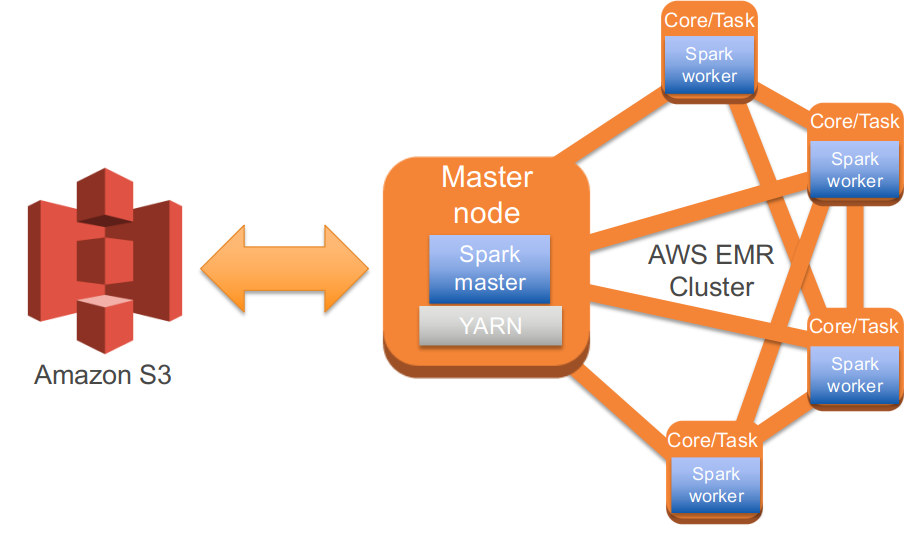 Core/Task
Spark
worker
Core/Task
Spark
worker
Master
node
Spark
master
YARN
AWS EMR
Cluster
Amazon S3
Core/Task
Spark
worker
Core/Task
Spark
worker